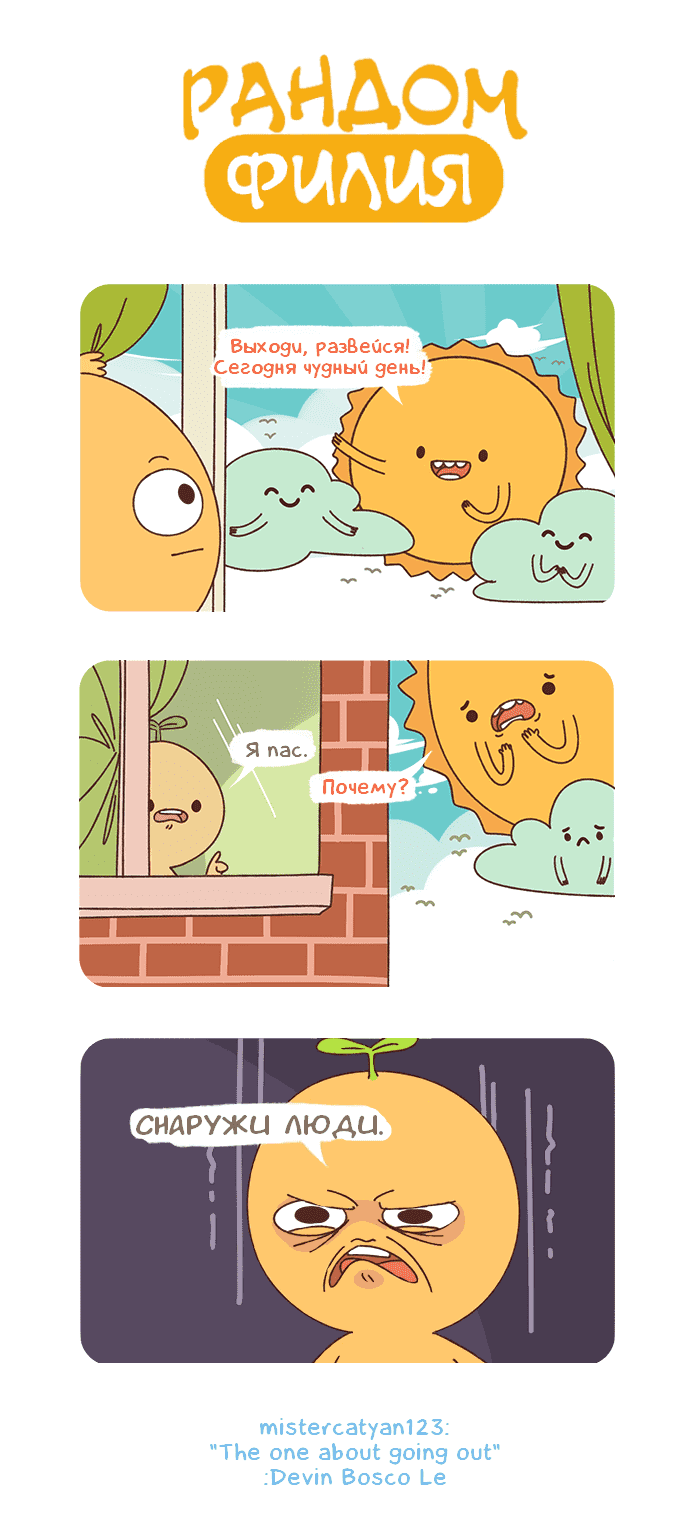 РАНДОМ
ФИЛИЯ
Выходи, развейся!
Сегодня чудный день!
Я пас.
Почему?
СНАРУЖИ ЛЮДИ.
mistercatyan123:
"The one about going out"
:Devin Bosco Le